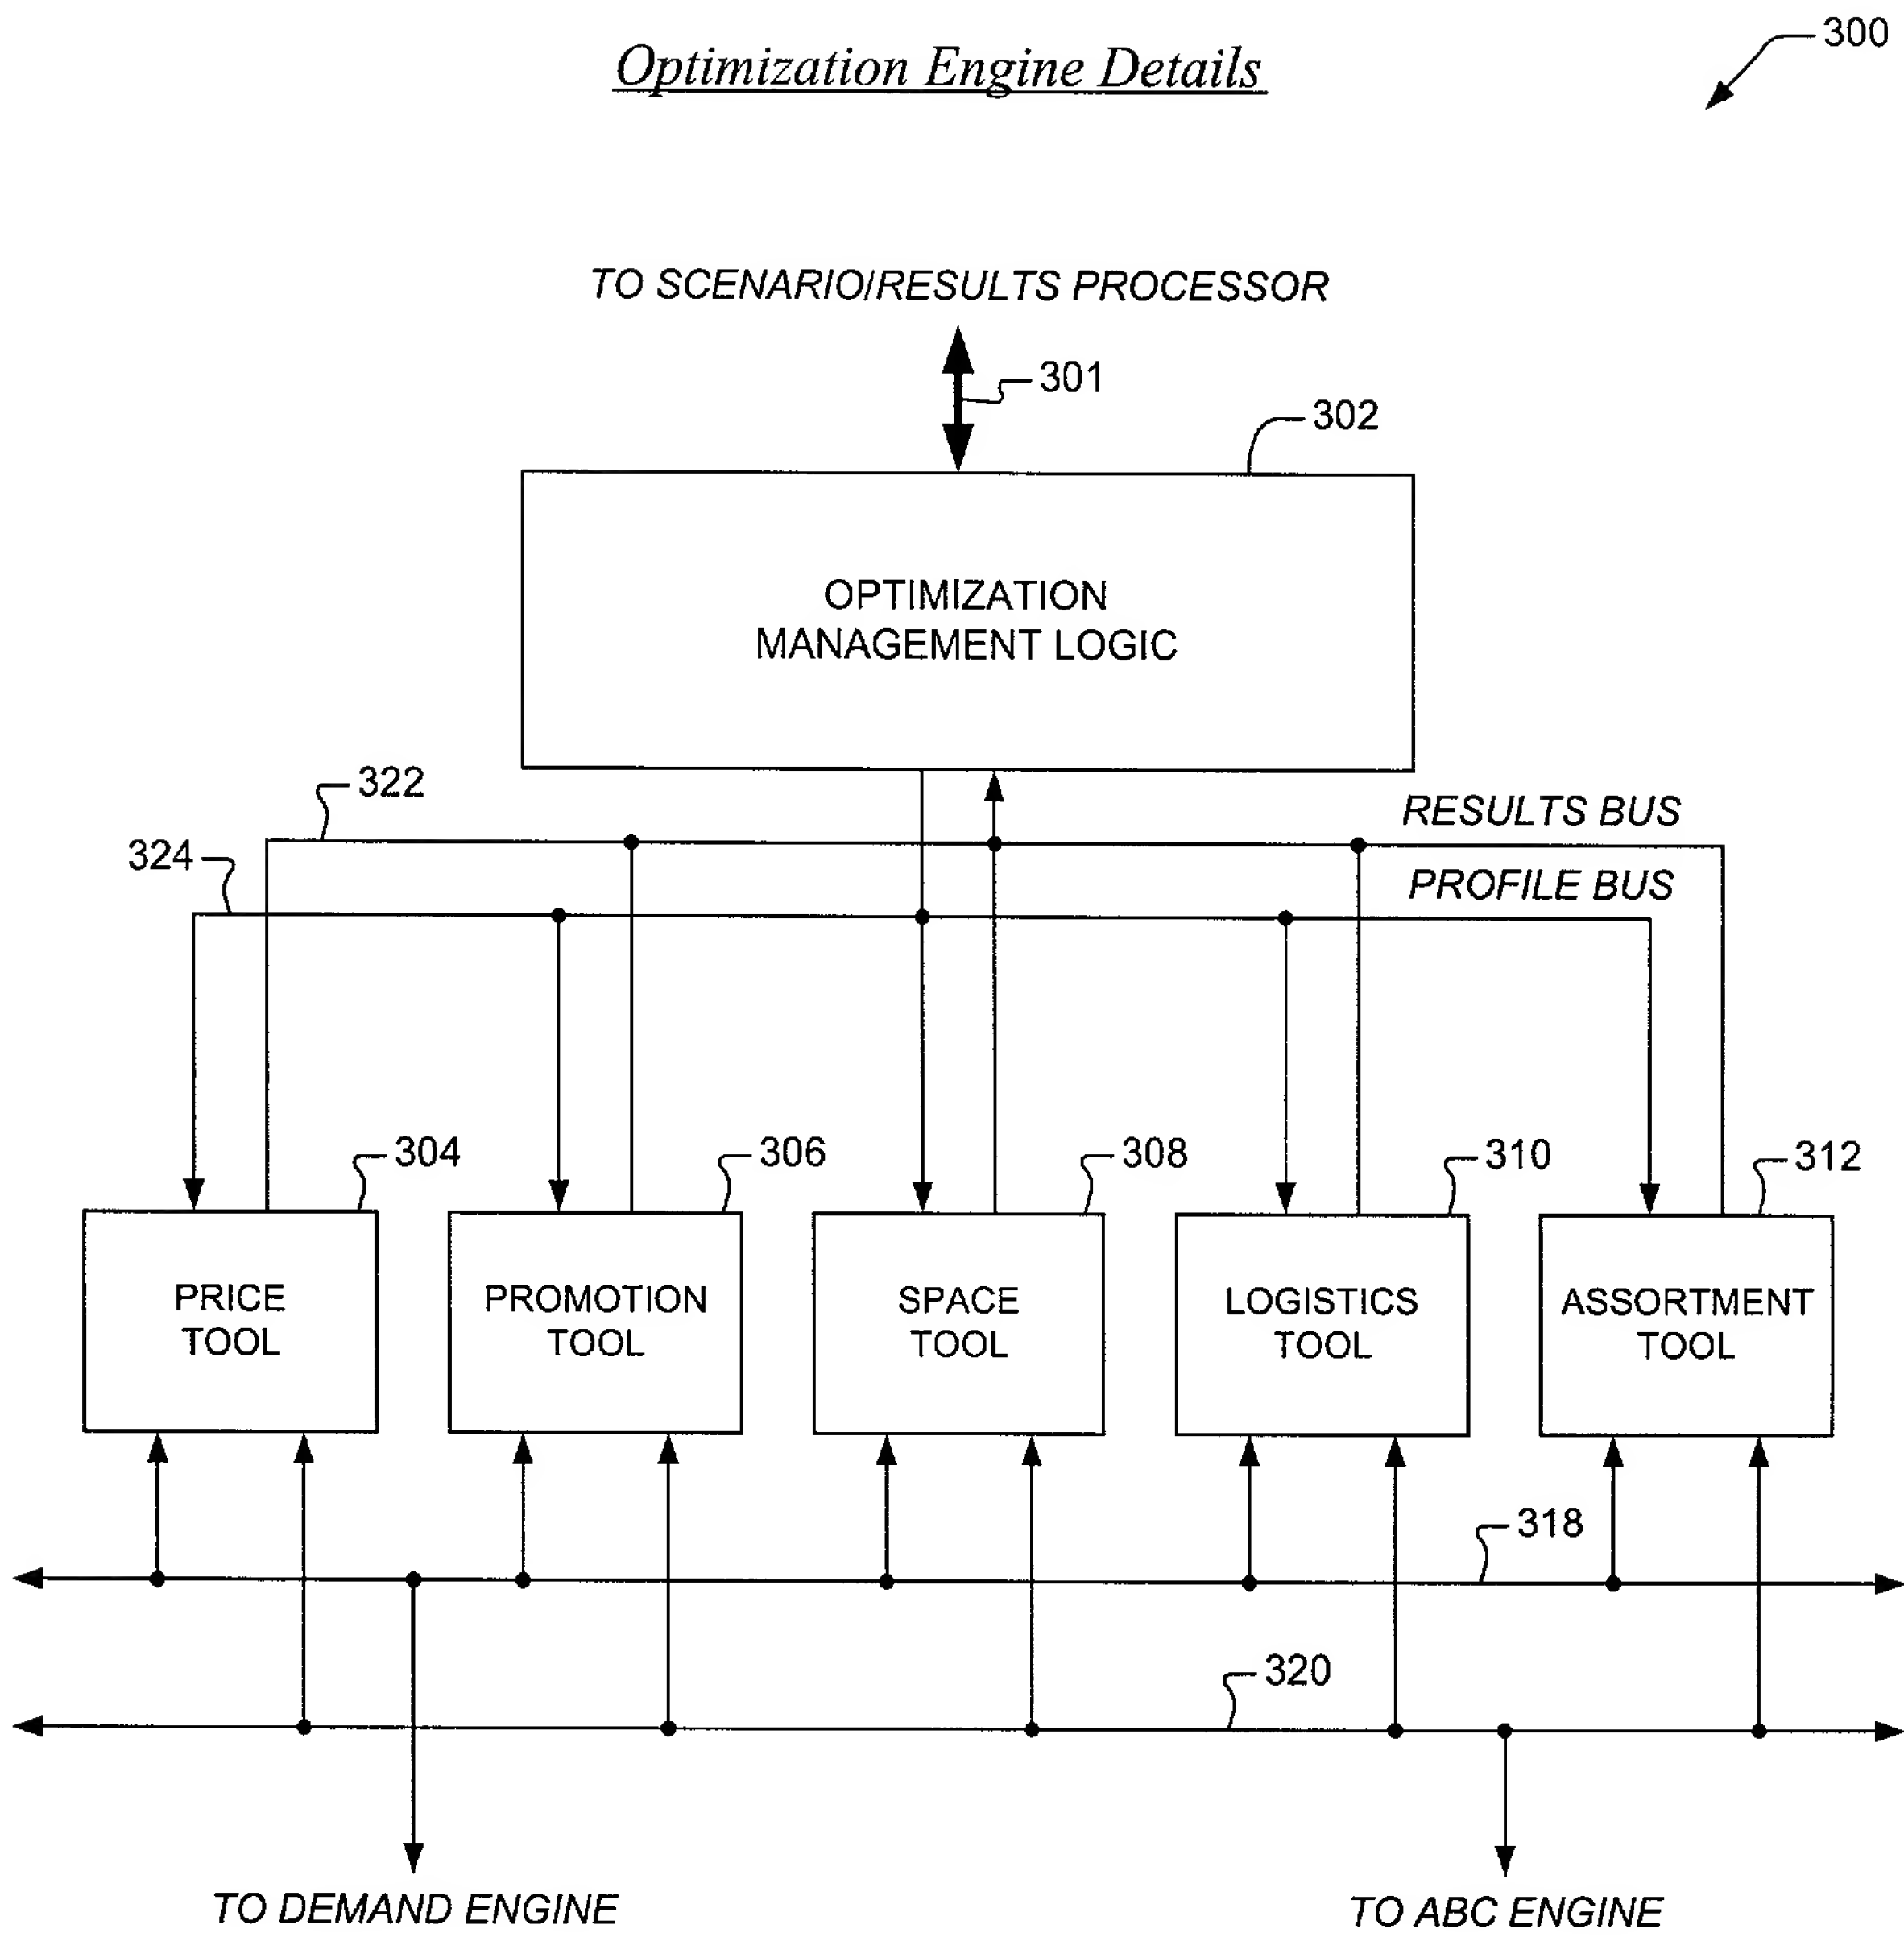 300
Optimization Engine Details
TO SCENARIO/RESULTS PROCESSOR
301
302
OPTIMIZATION
MANAGEMENT LOGIC
322
RESULTS BUS
324
PROFILE BUS
304
306
308
310
312
PRICE
TOOL
PROMOTION
TOOL
SPACE
TOOL
LOGISTICS
TOOL
ASSORTMENT
TOOL
318
320
TO DEMAND ENGINE
TO ABC ENGINE